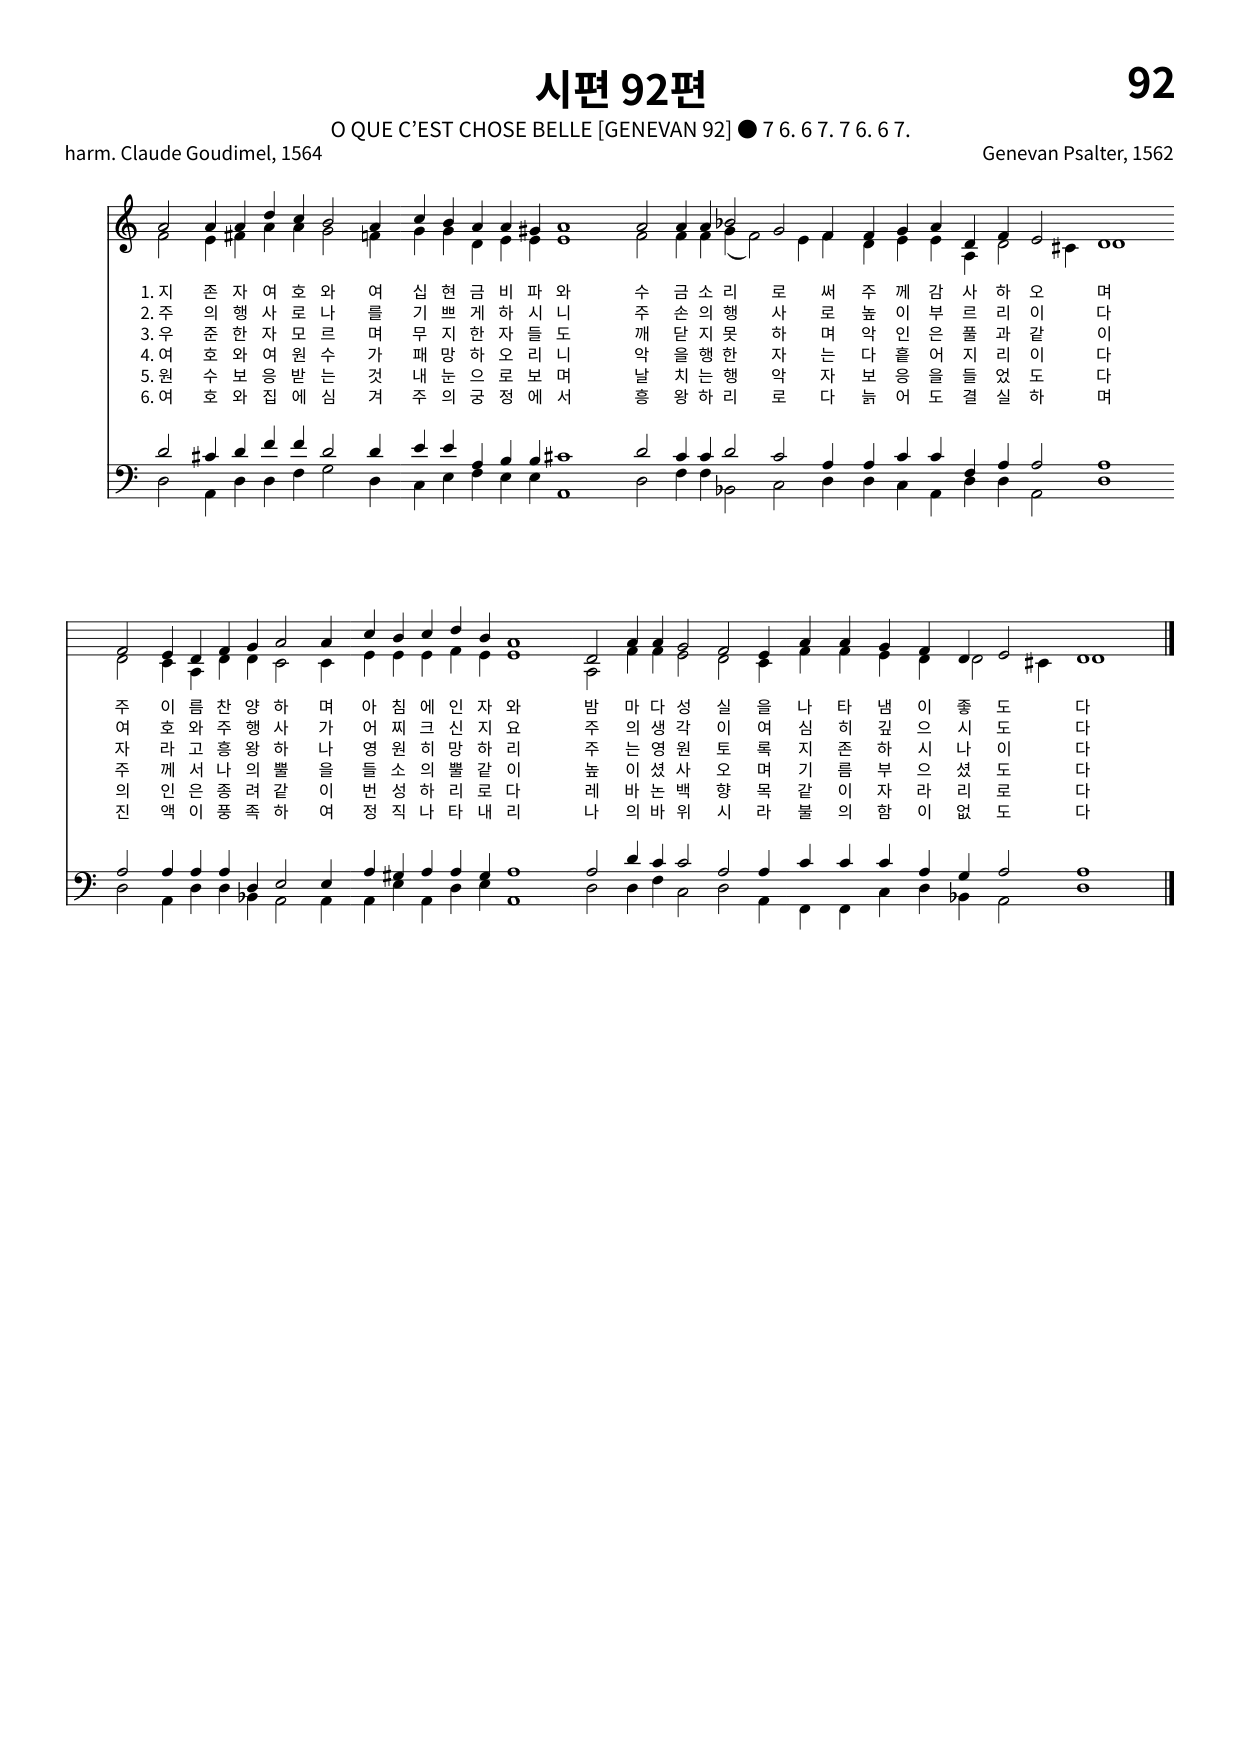 시편 92편
92
O QUE C’EST CHOSE BELLE [GENEVAN 92] ● 7 6. 6 7. 7 6. 6 7.
harm. Claude Goudimel, 1564
Genevan Psalter, 1562
1. 지 존 자 여 호 와 여 십 현 금 비 파 와 수 금 소 리 로 써 주 께 감 사 하 오 며
2. 주 의 행 사 로 나 를 기 쁘 게 하 시 니 주 손 의 행 사 로 높 이 부 르 리 이 다
3. 우 준 한 자 모 르 며 무 지 한 자 들 도 깨 닫 지 못 하 며 악 인 은 풀 과 같 이
4. 여 호 와 여 원 수 가 패 망 하 오 리 니 악 을 행 한 자 는 다 흩 어 지 리 이 다
5. 원 수 보 응 받 는 것 내 눈 으 로 보 며 날 치 는 행 악 자 보 응 을 들 었 도 다
6. 여 호 와 집 에 심 겨 주 의 궁 정 에 서 흥 왕 하 리 로 다 늙 어 도 결 실 하 며
주 이 름 찬 양 하 며 아 침 에 인 자 와 밤 마 다 성 실 을 나 타 냄 이 좋 도 다
여 호 와 주 행 사 가 어 찌 크 신 지 요 주 의 생 각 이 여 심 히 깊 으 시 도 다
자 라 고 흥 왕 하 나 영 원 히 망 하 리 주 는 영 원 토 록 지 존 하 시 나 이 다
주 께 서 나 의 뿔 을 들 소 의 뿔 같 이 높 이 셨 사 오 며 기 름 부 으 셨 도 다
의 인 은 종 려 같 이 번 성 하 리 로 다 레 바 논 백 향 목 같 이 자 라 리 로 다
진 액 이 풍 족 하 여 정 직 나 타 내 리 나 의 바 위 시 라 불 의 함 이 없 도 다